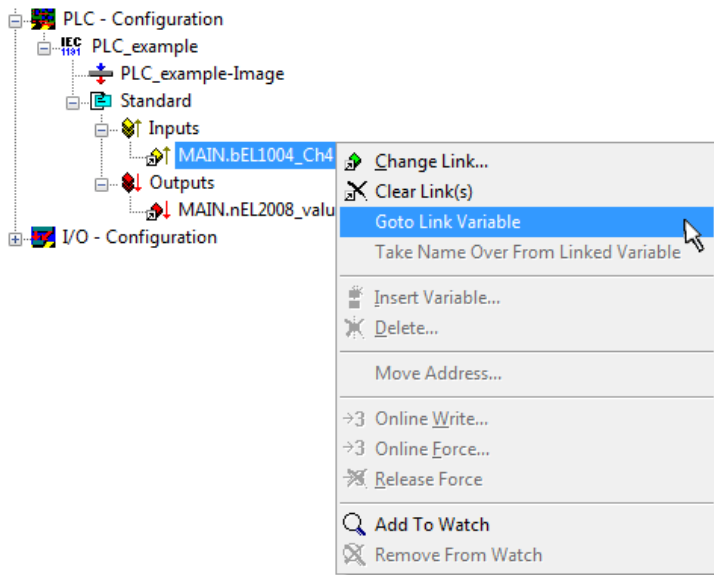 PLC - Configuration
IEC
1131
PLC_example
PLC_example-Image
Standard
Inputs
MAIN.bEL1004_Ch4
Outputs
MAIN.nEL2008_valu
I/O - Configuration
Change Link...
Clear Link(s)
Goto Link Variable
Take Name Over From Linked Variable
Insert Variable...
Delete...
Move Address...
→3 Online Write...
→3 Online Force...
Release Force
Add To Watch
Remove From Watch